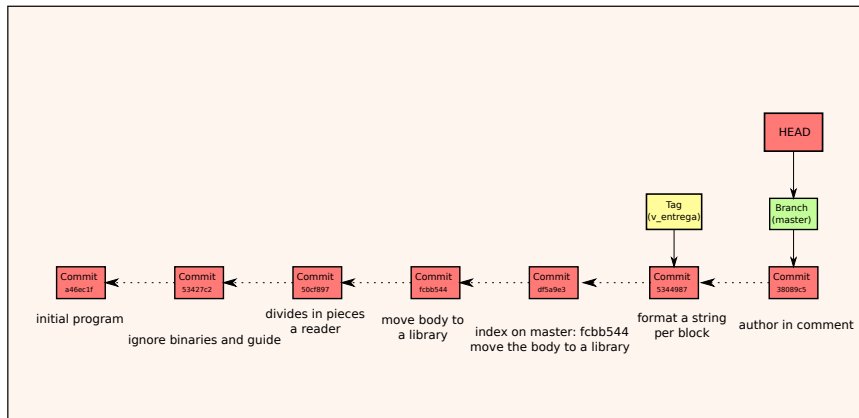 HEAD
Tag
(v_entrega)
Branch
(master)
Commit
a46ec1f
Commit
53427c2
Commit
50cf897
Commit
fcbb544
Commit
df5a9e3
Commit
5344987
Commit
38089c5
initial program
ignore binaries and guide
divides in pieces
a reader
move body to
a library
index on master: fcbb544
move the body to a library
format a string
per block
author in comment